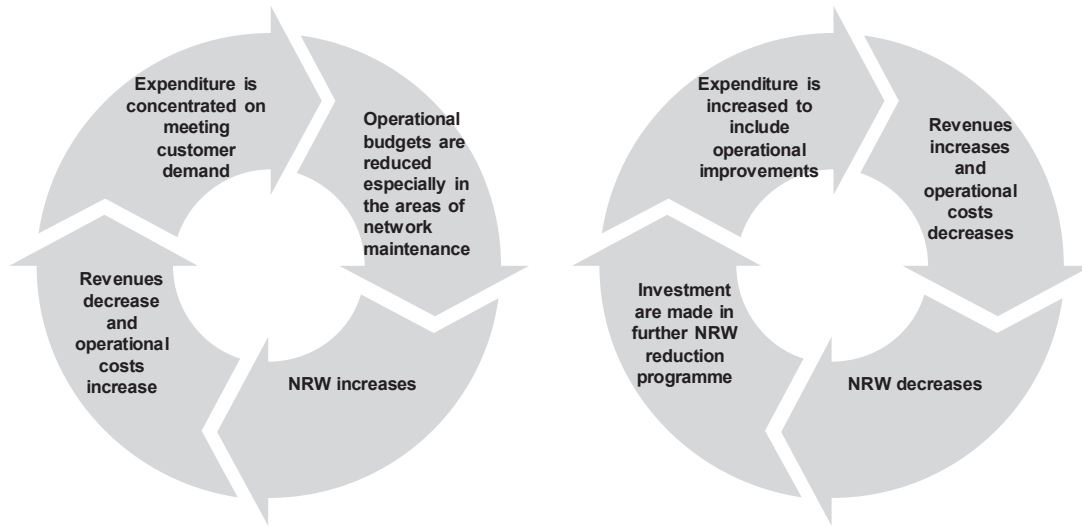 Expenditure is
concentrated on
meeting
customer
demand
Operational
budgets are
reduced
especially in
the areas of
network
maintenance
NRW increases
Revenues
decrease
and
operational
costs
increase
Expenditure is
increased to
include
operational
improvements
Revenues
increases
and
operational
costs
decreases
NRW decreases
Investment
are made in
further NRW
reduction
programme